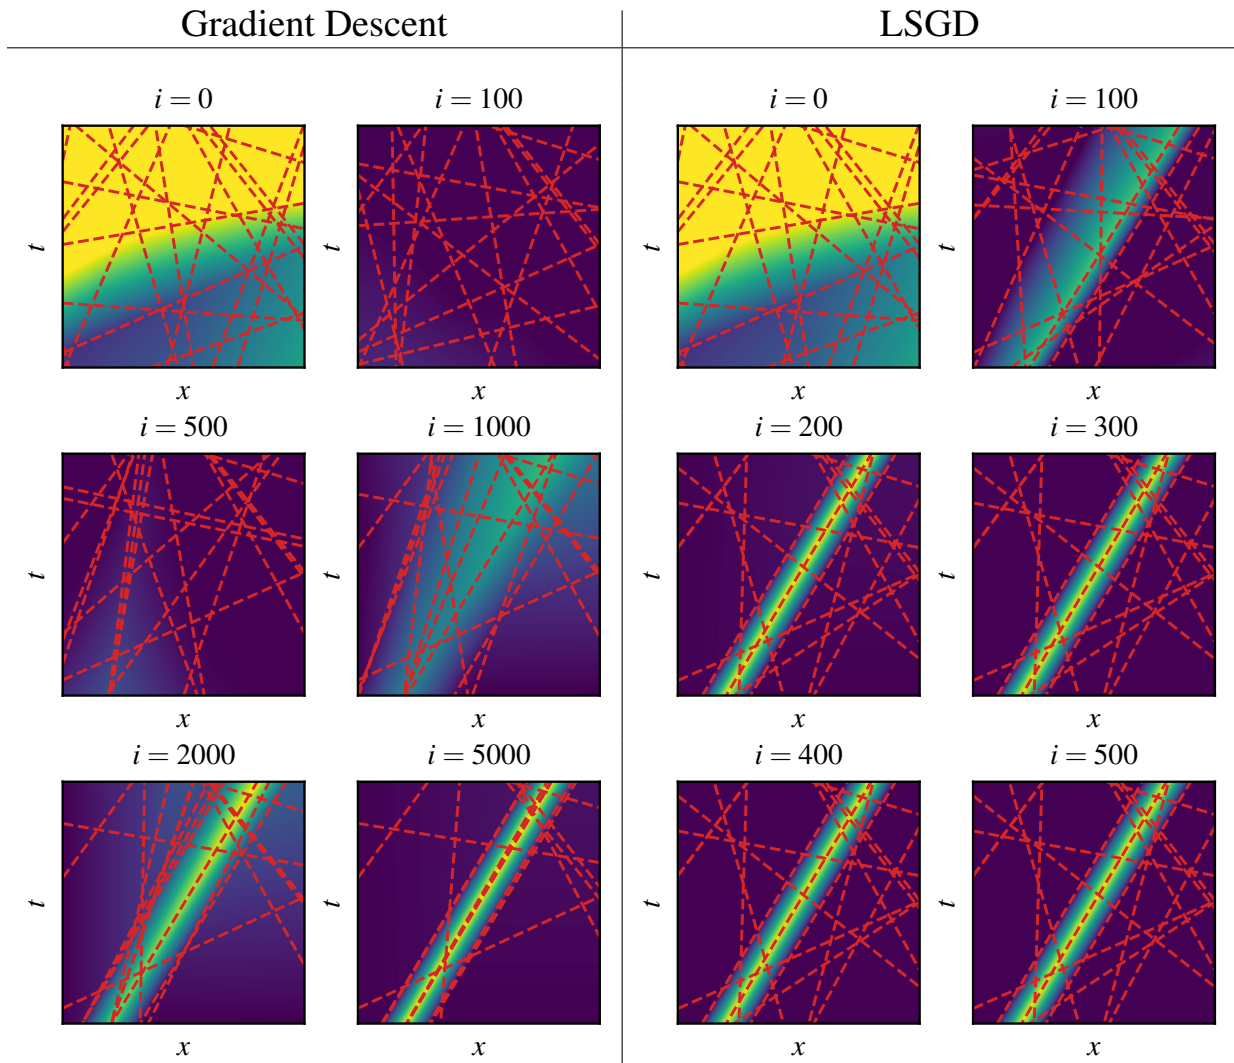 Gradient Descent
LSGD
i = 0
i = 100
i = 0
i = 100
t
t
t
t
x
x
x
x
i = 500
i = 1000
i = 200
i = 300
t
t
t
t
x
x
x
x
i = 2000
i = 5000
i = 400
i = 500
t
t
t
t
x
x
x
x